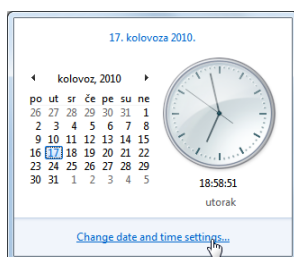 17. kolovoza 2010.
kolovoz, 2010
po ut sr če pe su ne
26 27 28 29 30 31 1
2 3 4 5 6 7 8
9 10 11 12 13 14 15
16 17 18 19 20 21 22
23 24 25 26 27 28 29
30 31 1 2 3 4 5
18:58:51
utorak
Change date and time settings...